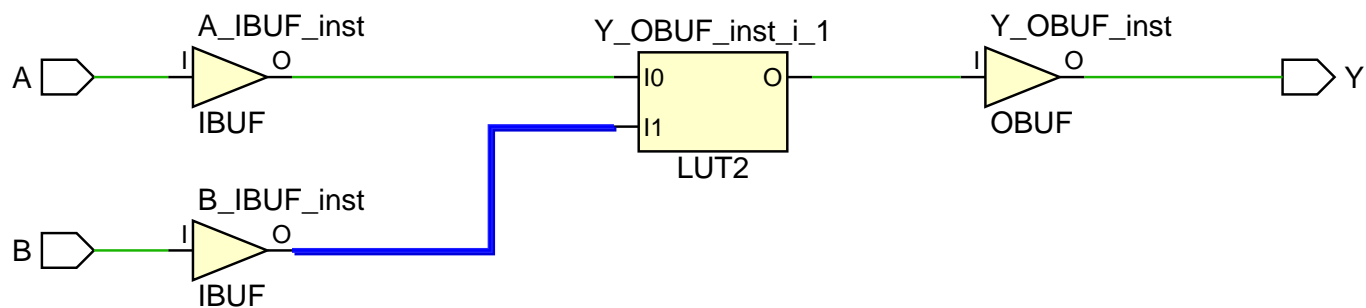 A_IBUF_inst
Y_OBUF_inst_i_1
Y_OBUF_inst
A
I
O
I0
O
I
O
Y
IBUF
I1
OBUF
LUT2
B_IBUF_inst
B
I
O
IBUF